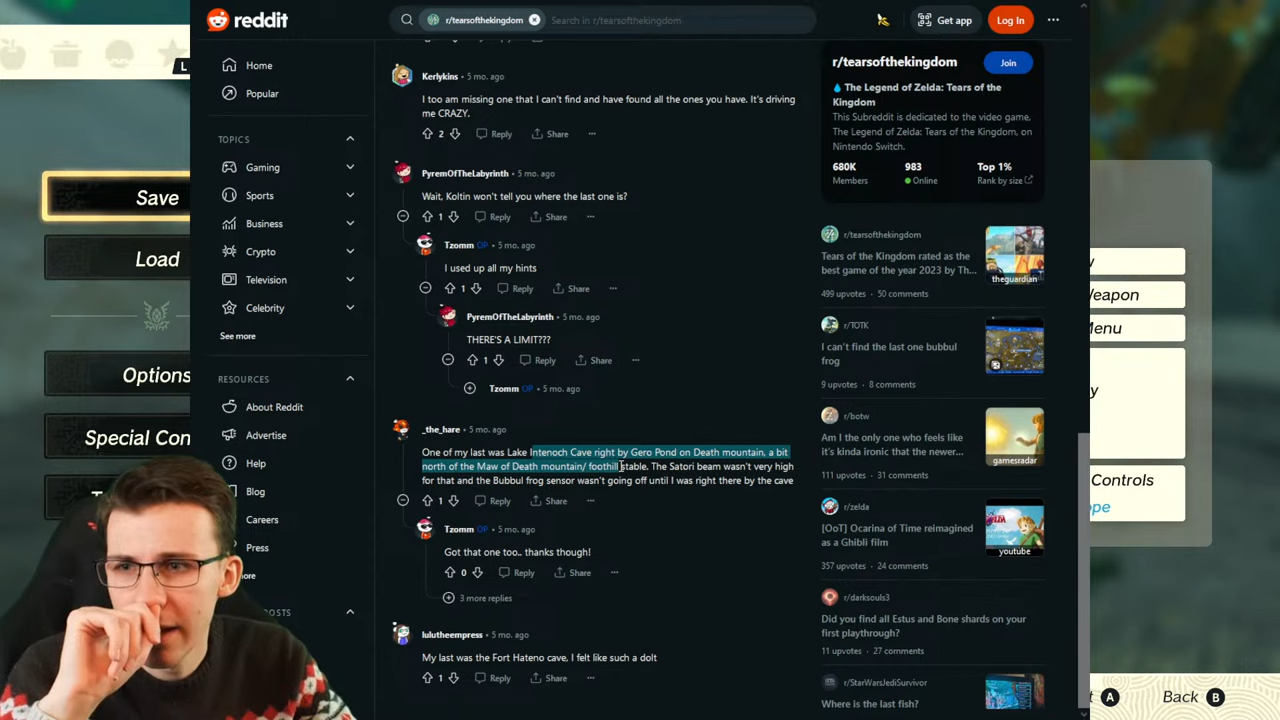 reddit
r/tearsofthekingdom
Search in r/tearsofthekingdom
Get app
Log In
L
Save
Load
Options
Special Con
Home
Popular
TOPICS
Gaming
Sports
Business
Crypto
Television
Celebrity
See more
RESOURCES
About Reddit
Advertise
Help
Blog
Careers
Press
Kerlykins • 5 mo. ago
I too am missing one that I can't find and have found all the ones you have. It's driving
me CRAZY.
2 Reply Share ...
PyremOfTheLabyrinth • 5 mo. ago
Wait, Koltin won't tell you where the last one is?
1 Reply Share ...
Tzomm OP • 5 mo. ago
I used up all my hints
1 Reply Share ...
PyremOfTheLabyrinth • 5 mo. ago
THERE'S A LIMIT???
1 Reply Share ...
Tzomm OP • 5 mo. ago
_the_hare • 5 mo. ago
One of my last was Lake Intenoch Cave right by Gero Pond on Death mountain, a bit
north of the Maw of Death mountain/ foothill stable. The Satori beam wasn't very high
for that and the Bubbul frog sensor wasn't going off until I was right there by the cave
1 Reply Share ...
Tzomm OP • 5 mo. ago
Got that one too.. thanks though!
0 Reply Share ...
3 more replies
lulutheempress • 5 mo. ago
My last was the Fort Hateno cave, I felt like such a dolt
1 Reply Share ...
r/tearsofthekingdom
Join
The Legend of Zelda: Tears of the
Kingdom
This Subreddit is dedicated to the video game,
The Legend of Zelda: Tears of the Kingdom, on
Nintendo Switch.
680K 983 Top 1%
Members Online Rank by size
r/tearsofthekingdom
Tears of the Kingdom rated as the
best game of the year 2023 by Th...
theguardian
499 upvotes • 50 comments
r/TOTK
I can't find the last one bubbul
frog
9 upvotes • 8 comments
r/botw
Am I the only one who feels like
it's kinda ironic that the newer...
gamesradar
111 upvotes • 31 comments
r/zelda
[OoT] Ocarina of Time reimagined
as a Ghibli film
youtube
357 upvotes • 24 comments
r/darksouls3
Did you find all Estus and Bone shards on
your first playthrough?
11 upvotes • 27 comments
r/StarWarsJediSurvivor
Where is the last fish?
y
Weapon
Menu
y
Controls
ope
A Back B